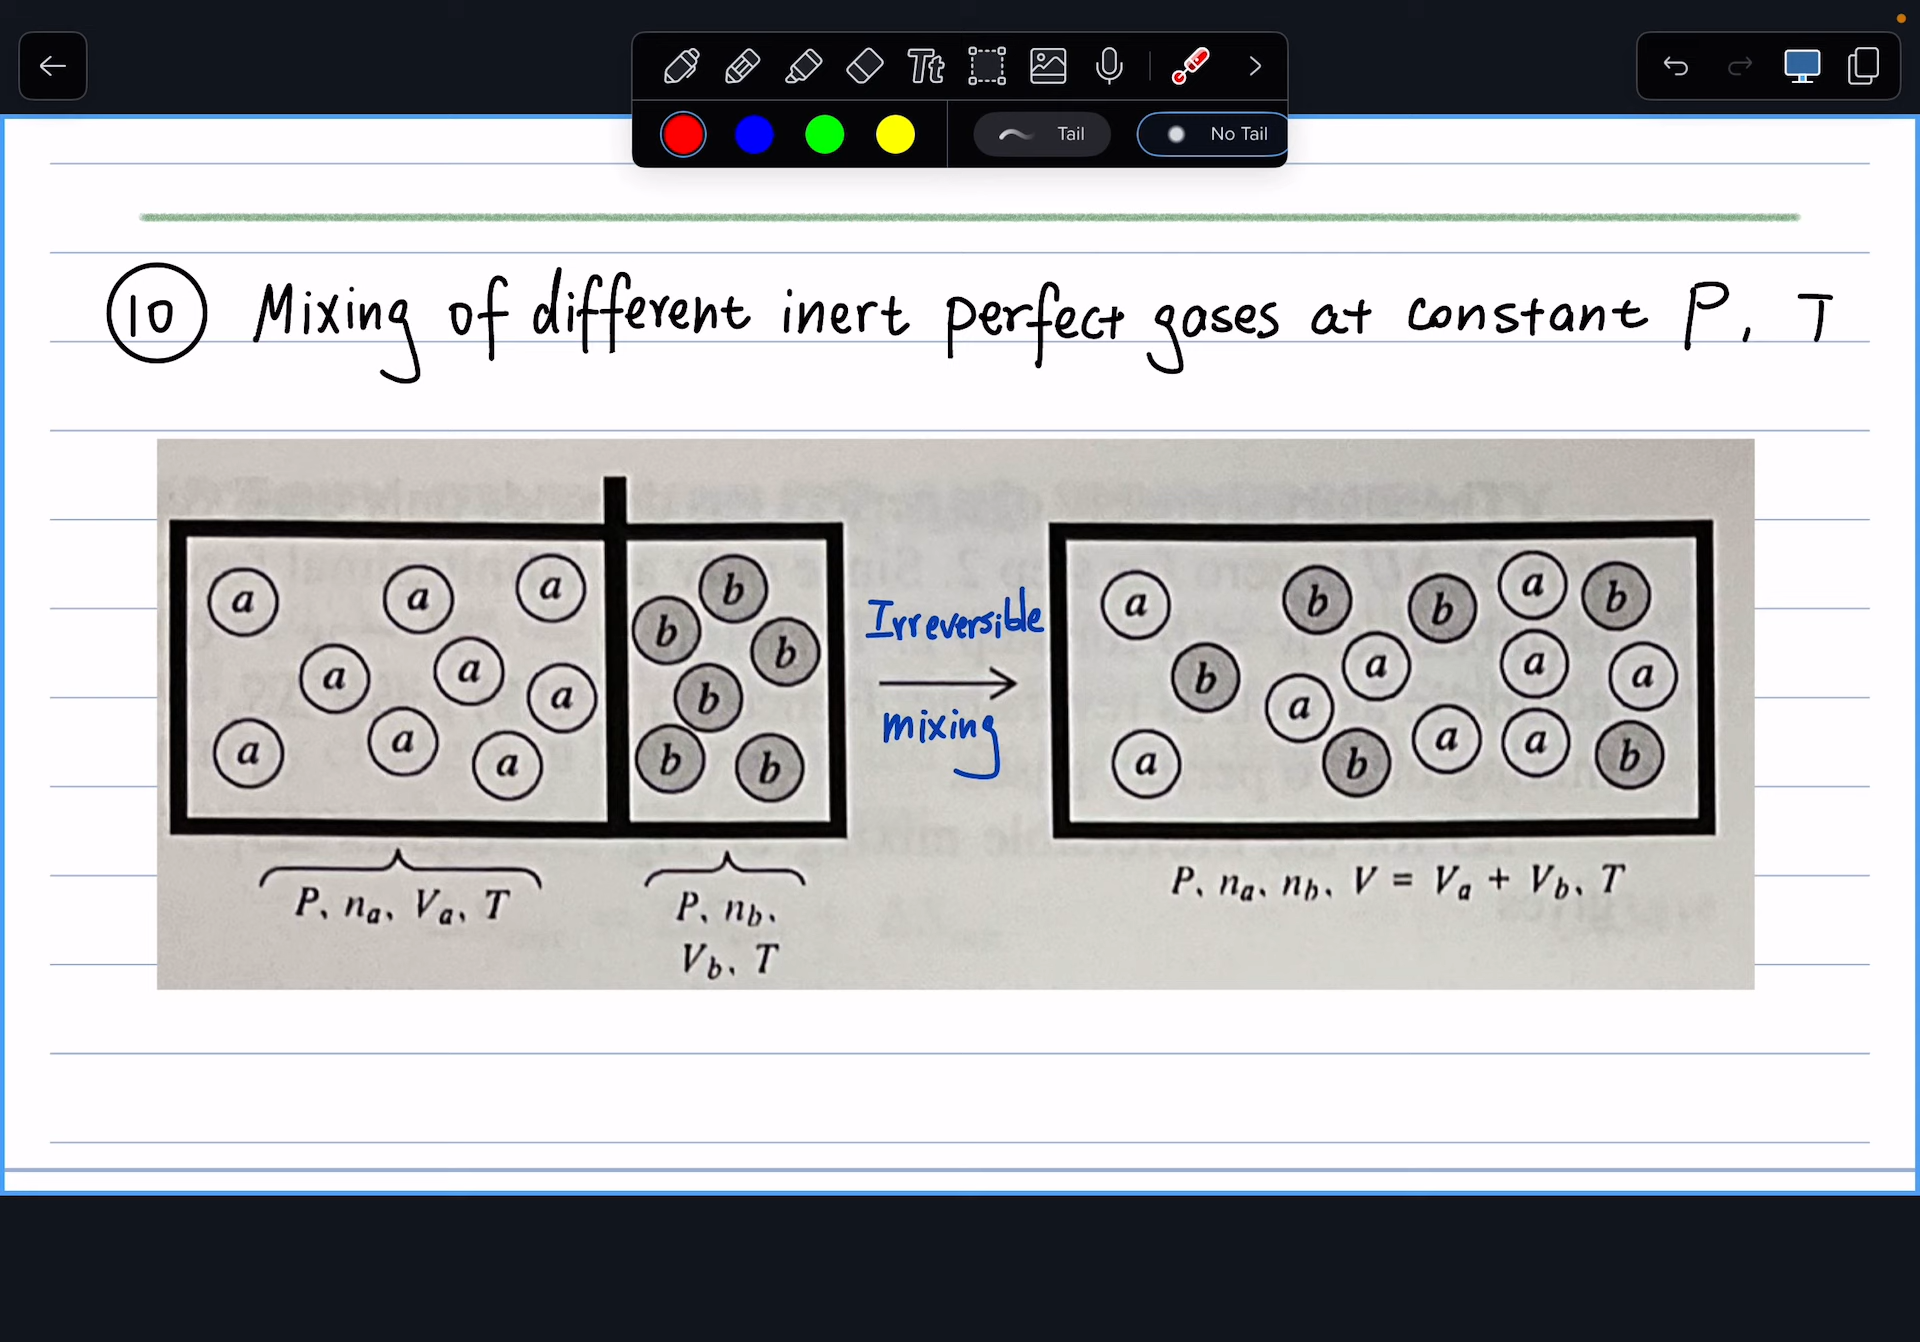 Tt
Tail
No Tail
10 Mixing of different inert perfect gases at constant P, T
a a a b b b
a a a b
a a a b b
a b b a b
b a a a a
a b a a b
Irreversible
mixing
P, na, Va, T
P, nb,
Vb, T
P, na, nb, V = Va + Vb, T